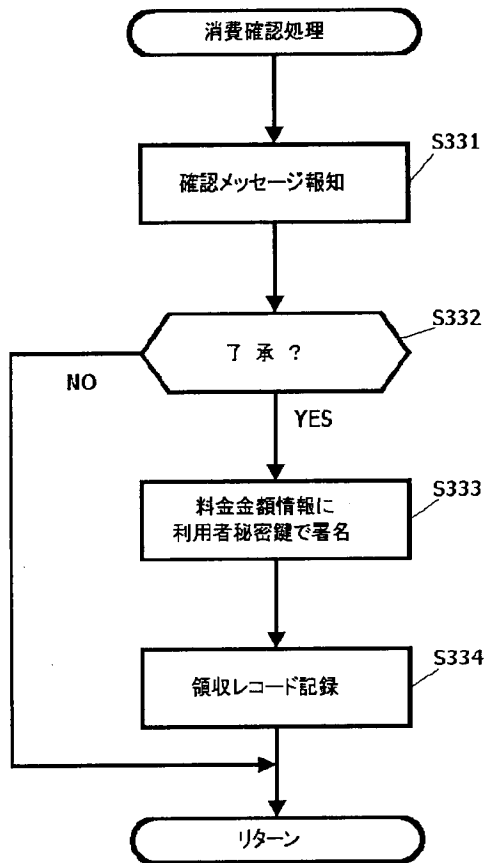 消費確認処理
S331
確認メッセージ報知
S332
了 承 ?
NO
YES
S333
料金金額情報に
利用者秘密鍵で署名
S334
領収レコード記録
リターン